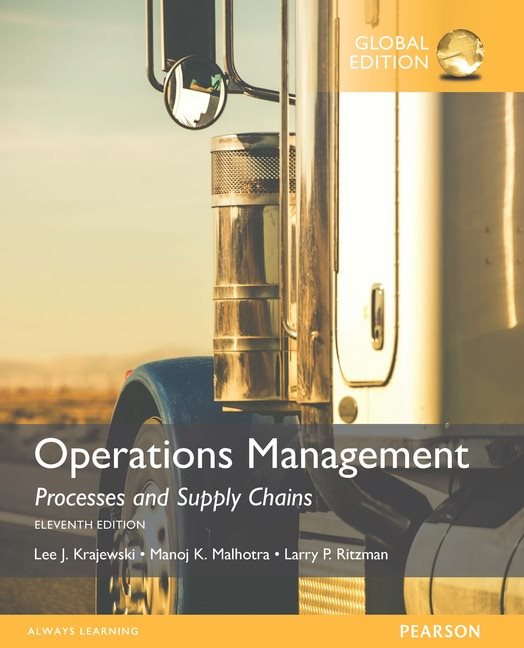 GLOBAL
EDITION
Operations Management
Processes and Supply Chains
ELEVENTH EDITION
Lee J. Krajewski • Manoj K. Malhotra • Larry P. Ritzman
ALWAYS LEARNING
PEARSON